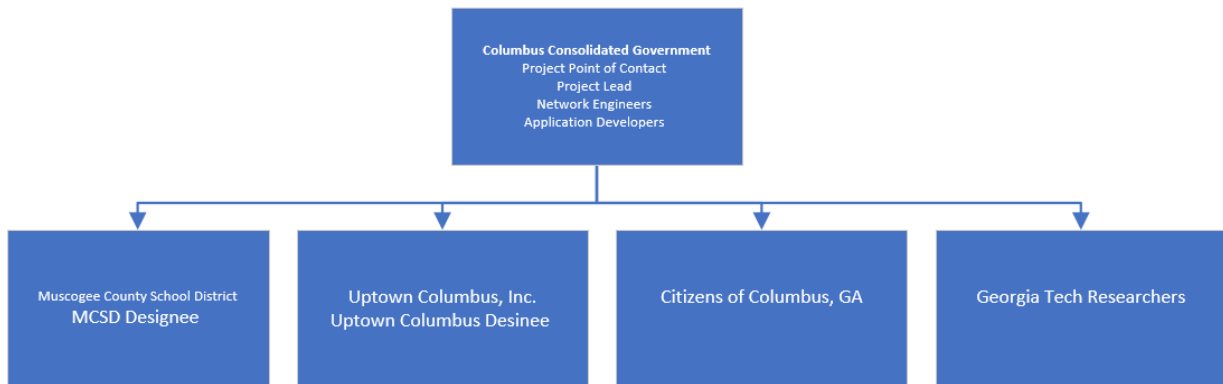 Columbus Consolidated Government
Project Point of Contact
Project Lead
Network Engineers
Application Developers
Muscogee County School District
MCSD Designee
Uptown Columbus, Inc.
Uptown Columbus Desinee
Citizens of Columbus, GA
Georgia Tech Researchers